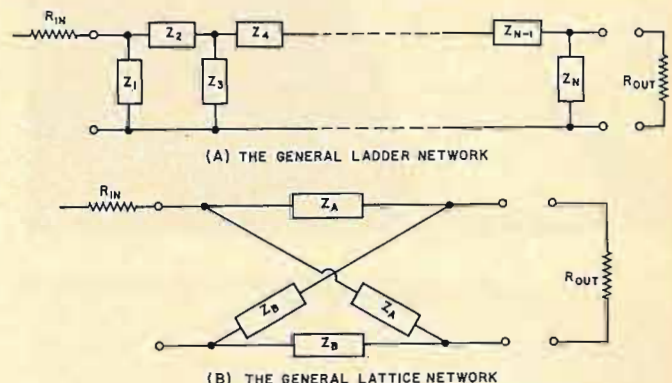 R_IN
Z_2
Z_4
Z_N-1
Z_1
Z_3
Z_N
R_OUT
(A) THE GENERAL LADDER NETWORK
R_IN
Z_A
R_OUT
Z_B
Z_A
Z_B
(B) THE GENERAL LATTICE NETWORK